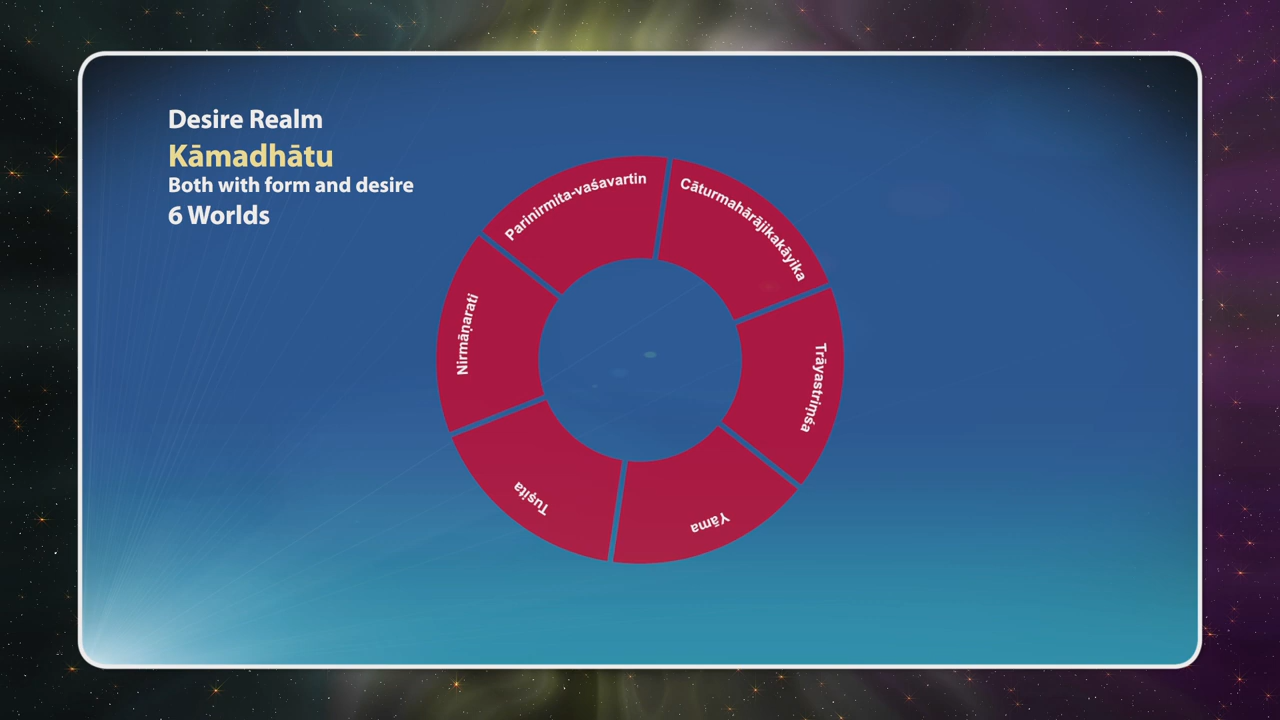 Desire Realm
Kāmadhātu
Both with form and desire
6 Worlds
Parinirmita-vaśavartin
Cāturmahārājikakāyika
Trāyastriṃśa
Yāma
Tuṣita
Nirmāṇarati